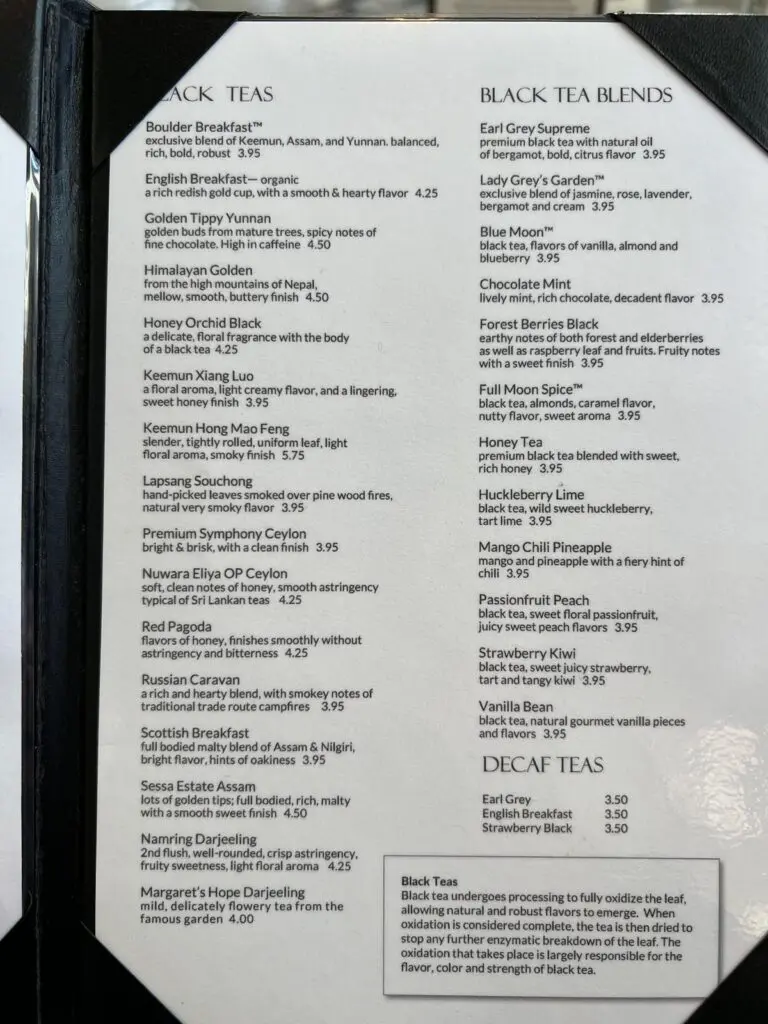 LACK TEAS
Boulder Breakfast™
exclusive blend of Keemun, Assam, and Yunnan. balanced,
rich, bold, robust 3.95
English Breakfast— organic
a rich redish gold cup, with a smooth & hearty flavor 4.25
Golden Tippy Yunnan
golden buds from mature trees, spicy notes of
fine chocolate. High in caffeine 4.50
Himalayan Golden
from the high mountains of Nepal,
mellow, smooth, buttery finish 4.50
Honey Orchid Black
a delicate, floral fragrance with the body
of a black tea 4.25
Keemun Xiang Luo
a floral aroma, light creamy flavor, and a lingering,
sweet honey finish 3.95
Keemun Hong Mao Feng
slender, tightly rolled, uniform leaf, light
floral aroma, smoky finish 5.75
Lapsang Souchong
hand-picked leaves smoked over pine wood fires,
natural very smoky flavor 3.95
Premium Symphony Ceylon
bright & brisk, with a clean finish 3.95
Nuwara Eliya OP Ceylon
soft, clean notes of honey, smooth astringency
typical of Sri Lankan teas 4.25
Red Pagoda
flavors of honey, finishes smoothly without
astringency and bitterness 4.25
Russian Caravan
a rich and hearty blend, with smokey notes of
traditional trade route campfires 3.95
Scottish Breakfast
full bodied malty blend of Assam & Nilgiri,
bright flavor, hints of oakiness 3.95
Sessa Estate Assam
lots of golden tips; full bodied, rich, malty
with a smooth sweet finish 4.50
Namring Darjeeling
2nd flush, well-rounded, crisp astringency,
fruity sweetness, light floral aroma 4.25
Margaret's Hope Darjeeling
mild, delicately flowery tea from the
famous garden 4.00
BLACK TEA BLENDS
Earl Grey Supreme
premium black tea with natural oil
of bergamot, bold, citrus flavor 3.95
Lady Grey's Garden™
exclusive blend of jasmine, rose, lavender,
bergamot and cream 3.95
Blue Moon™
black tea, flavors of vanilla, almond and
blueberry 3.95
Chocolate Mint
lively mint, rich chocolate, decadent flavor 3.95
Forest Berries Black
earthy notes of both forest and elderberries
as well as raspberry leaf and fruits. Fruity notes
with a sweet finish 3.95
Full Moon Spice™
black tea, almonds, caramel flavor,
nutty flavor, sweet aroma 3.95
Honey Tea
premium black tea blended with sweet,
rich honey 3.95
Huckleberry Lime
black tea, wild sweet huckleberry,
tart lime 3.95
Mango Chili Pineapple
mango and pineapple with a fiery hint of
chili 3.95
Passionfruit Peach
black tea, sweet floral passionfruit,
juicy sweet peach flavors 3.95
Strawberry Kiwi
black tea, sweet juicy strawberry,
tart and tangy kiwi 3.95
Vanilla Bean
black tea, natural gourmet vanilla pieces
and flavors 3.95
DECAF TEAS
Earl Grey 3.50
English Breakfast 3.50
Strawberry Black 3.50
Black Teas
Black tea undergoes processing to fully oxidize the leaf,
allowing natural and robust flavors to emerge. When
oxidation is considered complete, the tea is then dried to
stop any further enzymatic breakdown of the leaf. The
oxidation that takes place is largely responsible for the
flavor, color and strength of black tea.